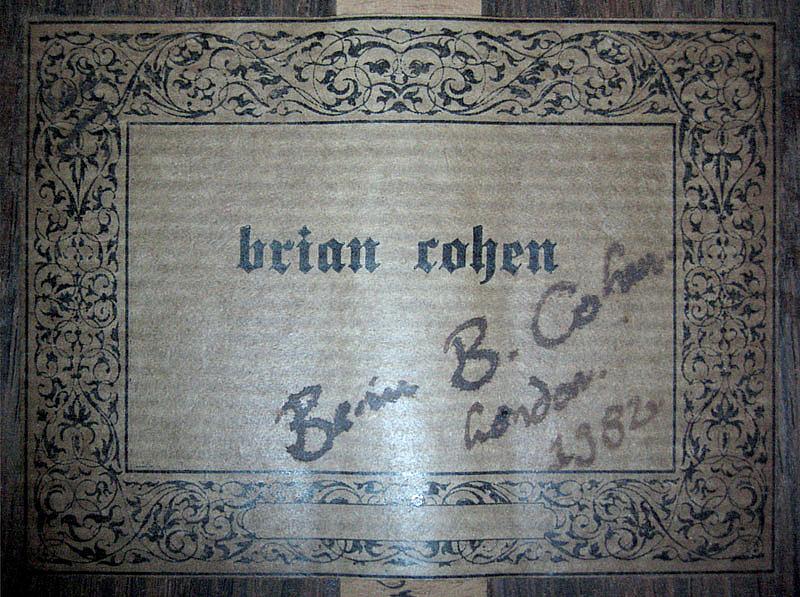 brian cohen
Brian B. Cohen.
London.
1982.